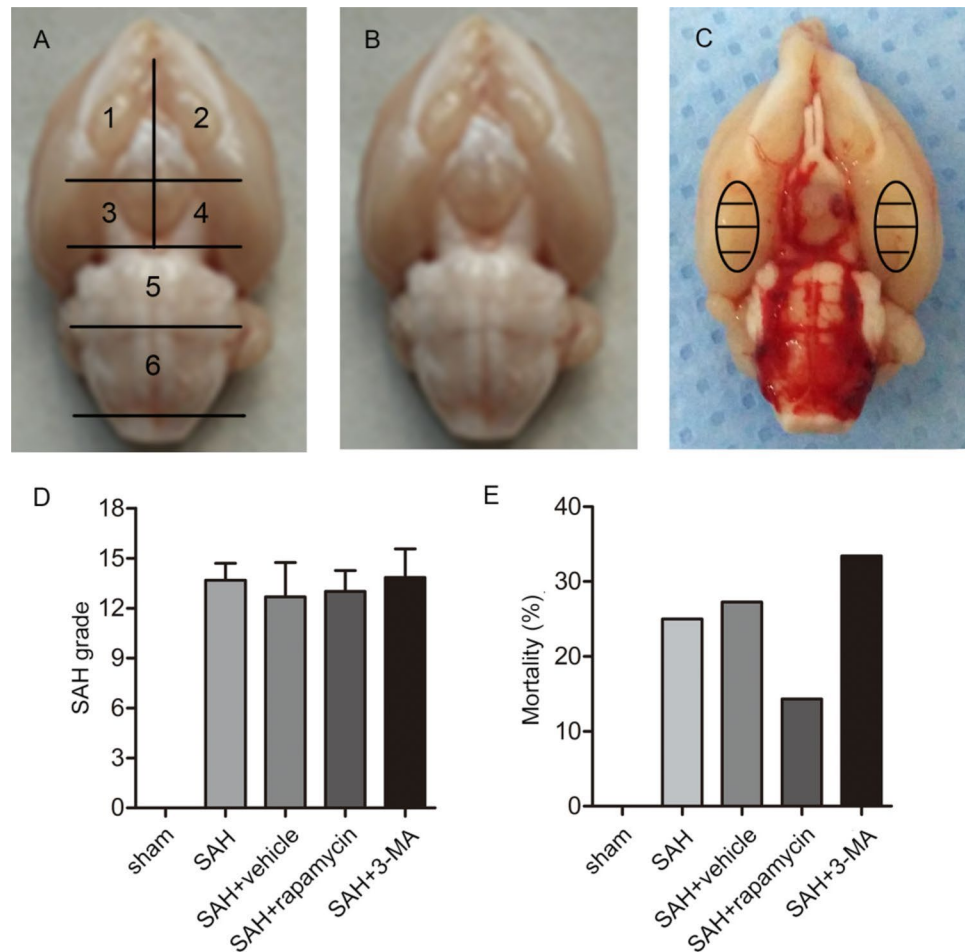 A
B
C
1 2
3 4
5
6
D
18
15
12
9
6
3
0
SAH grade
sham
SAH
SAH+vehicle
SAH+rapamycin
SAH+3-MA
E
40
30
20
10
0
Mortality (%)
sham
SAH
SAH+vehicle
SAH+rapamycin
SAH+3-MA